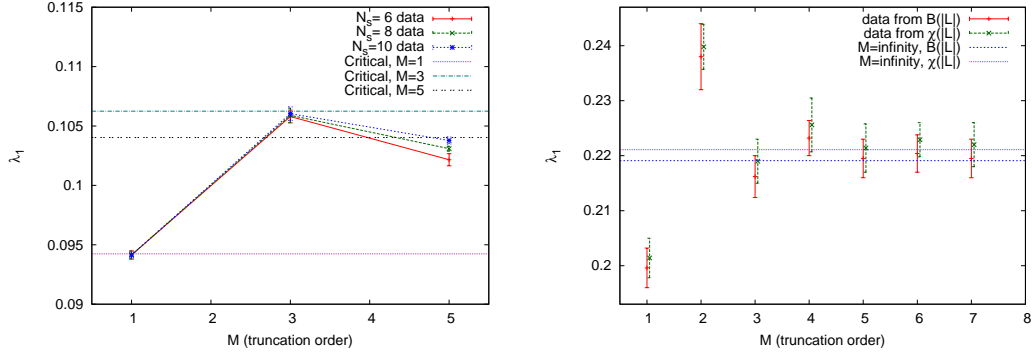 0.115
0.11
0.105
0.1
0.095
0.09
λ₁
1 2 3 4 5
M (truncation order)
Nₛ= 6 data
Nₛ= 8 data
Nₛ=10 data
Critical, M=1
Critical, M=3
Critical, M=5
0.24
0.23
0.22
0.21
0.2
λ₁
1 2 3 4 5 6 7 8
M (truncation order)
data from B(|L|)
data from χ(|L|)
M=infinity, B(|L|)
M=infinity, χ(|L|)